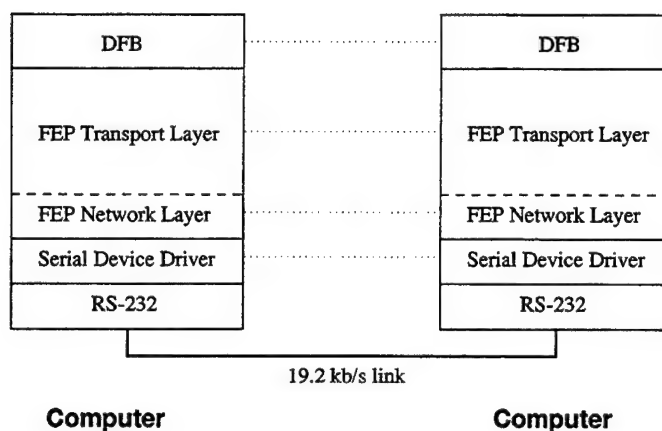 DFB
DFB
FEP Transport Layer
FEP Transport Layer
FEP Network Layer
FEP Network Layer
Serial Device Driver
Serial Device Driver
RS-232
RS-232
19.2 kb/s link
Computer
Computer